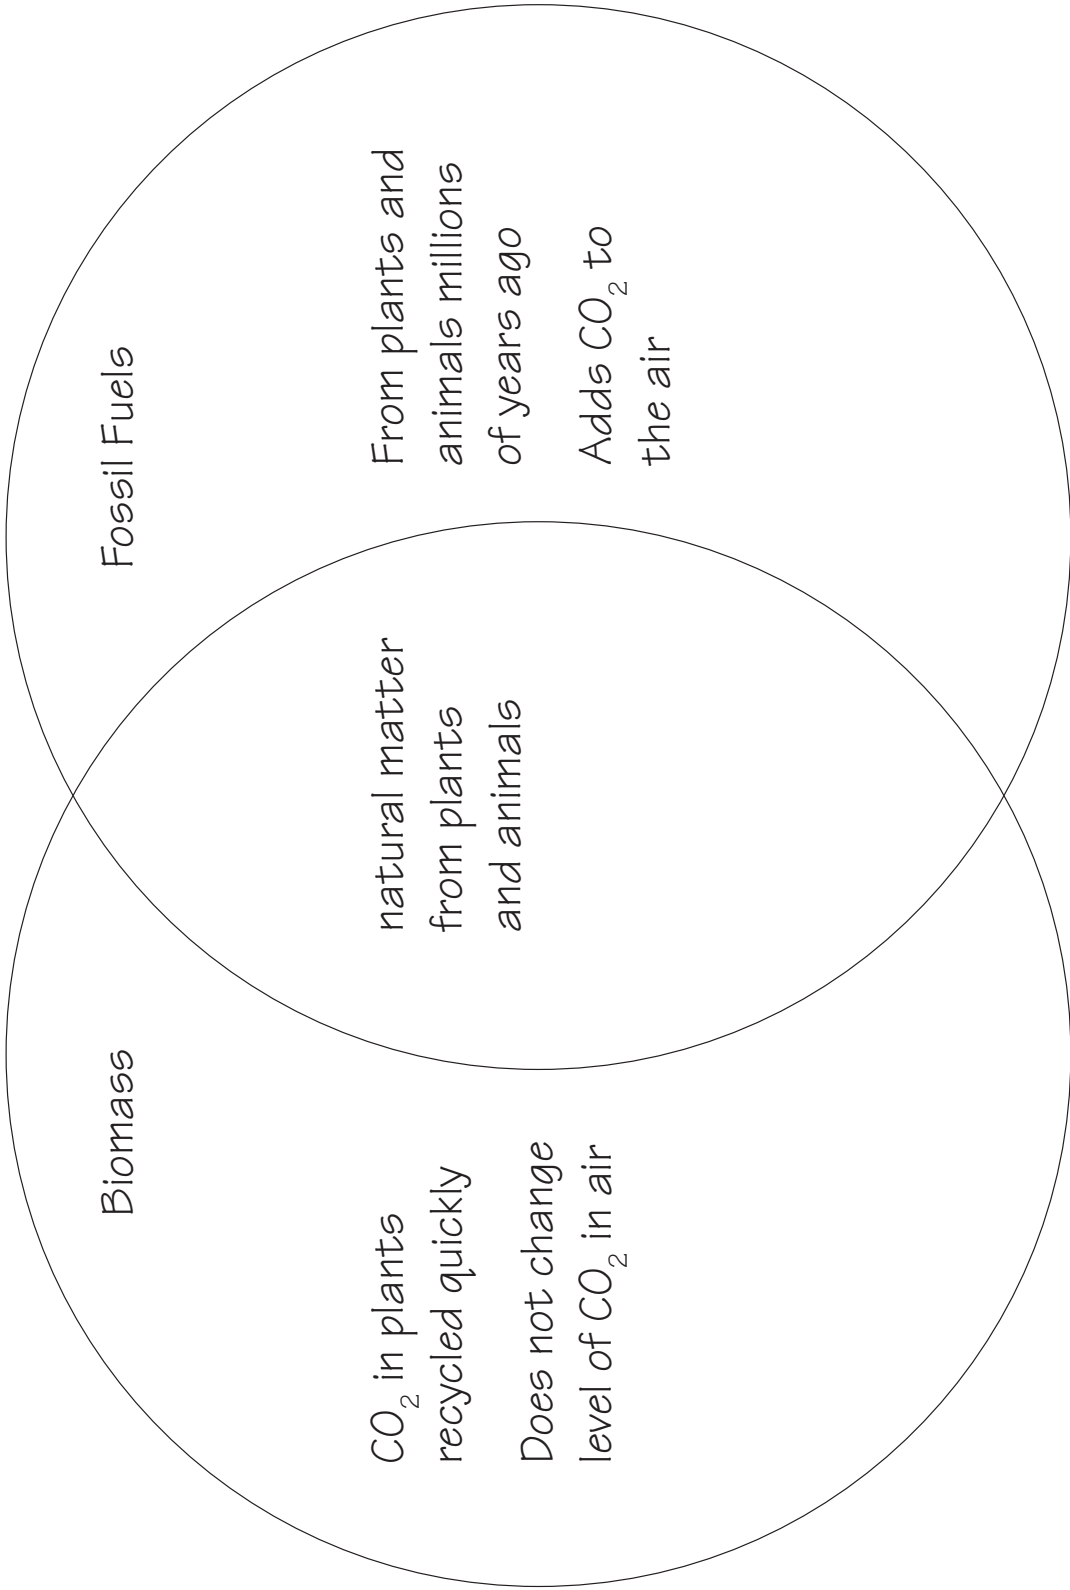 Biomass
CO₂ in plants
recycled quickly
Does not change
level of CO₂ in air
natural matter
from plants
and animals
Fossil Fuels
From plants and
animals millions
of years ago
Adds CO₂ to
the air